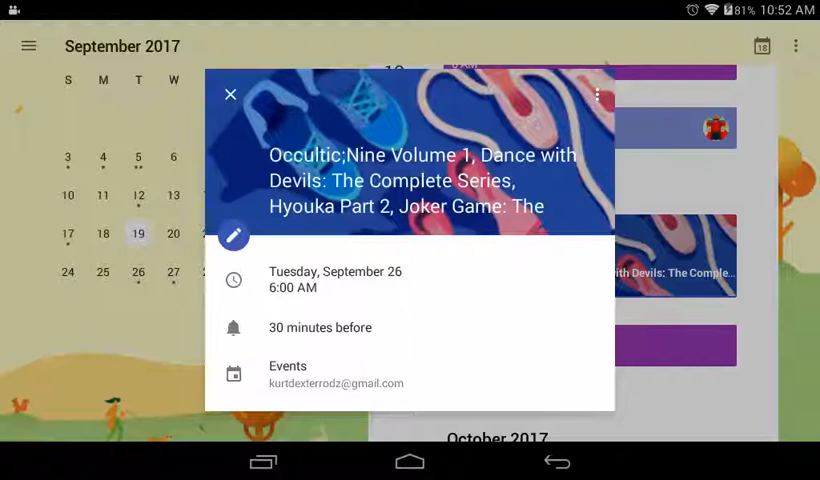 81% 10:52 AM
September 2017
18
S M T W
3 4 5 6
10 11 12 13
17 18 19 20
24 25 26 27
Occultic;Nine Volume 1, Dance with
Devils: The Complete Series,
Hyouka Part 2, Joker Game: The
Tuesday, September 26
6:00 AM
30 minutes before
Events
kurtdexterrodz@gmail.com
ith Devils: The Comple...
October 2017